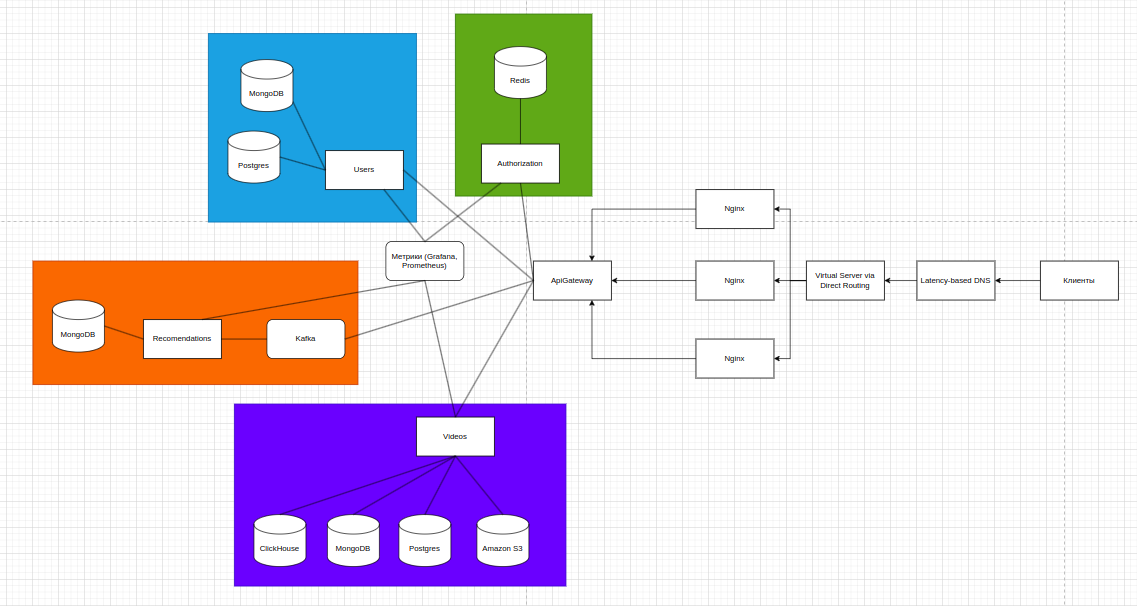 Redis
MongoDB
Postgres
Users
Authorization
Nginx
Метрики (Grafana,
Prometheus)
ApiGateway
Nginx
Virtual Server via
Direct Routing
Latency-based DNS
Клиенты
MongoDB
Recomendations
Kafka
Nginx
Videos
ClickHouse
MongoDB
Postgres
Amazon S3